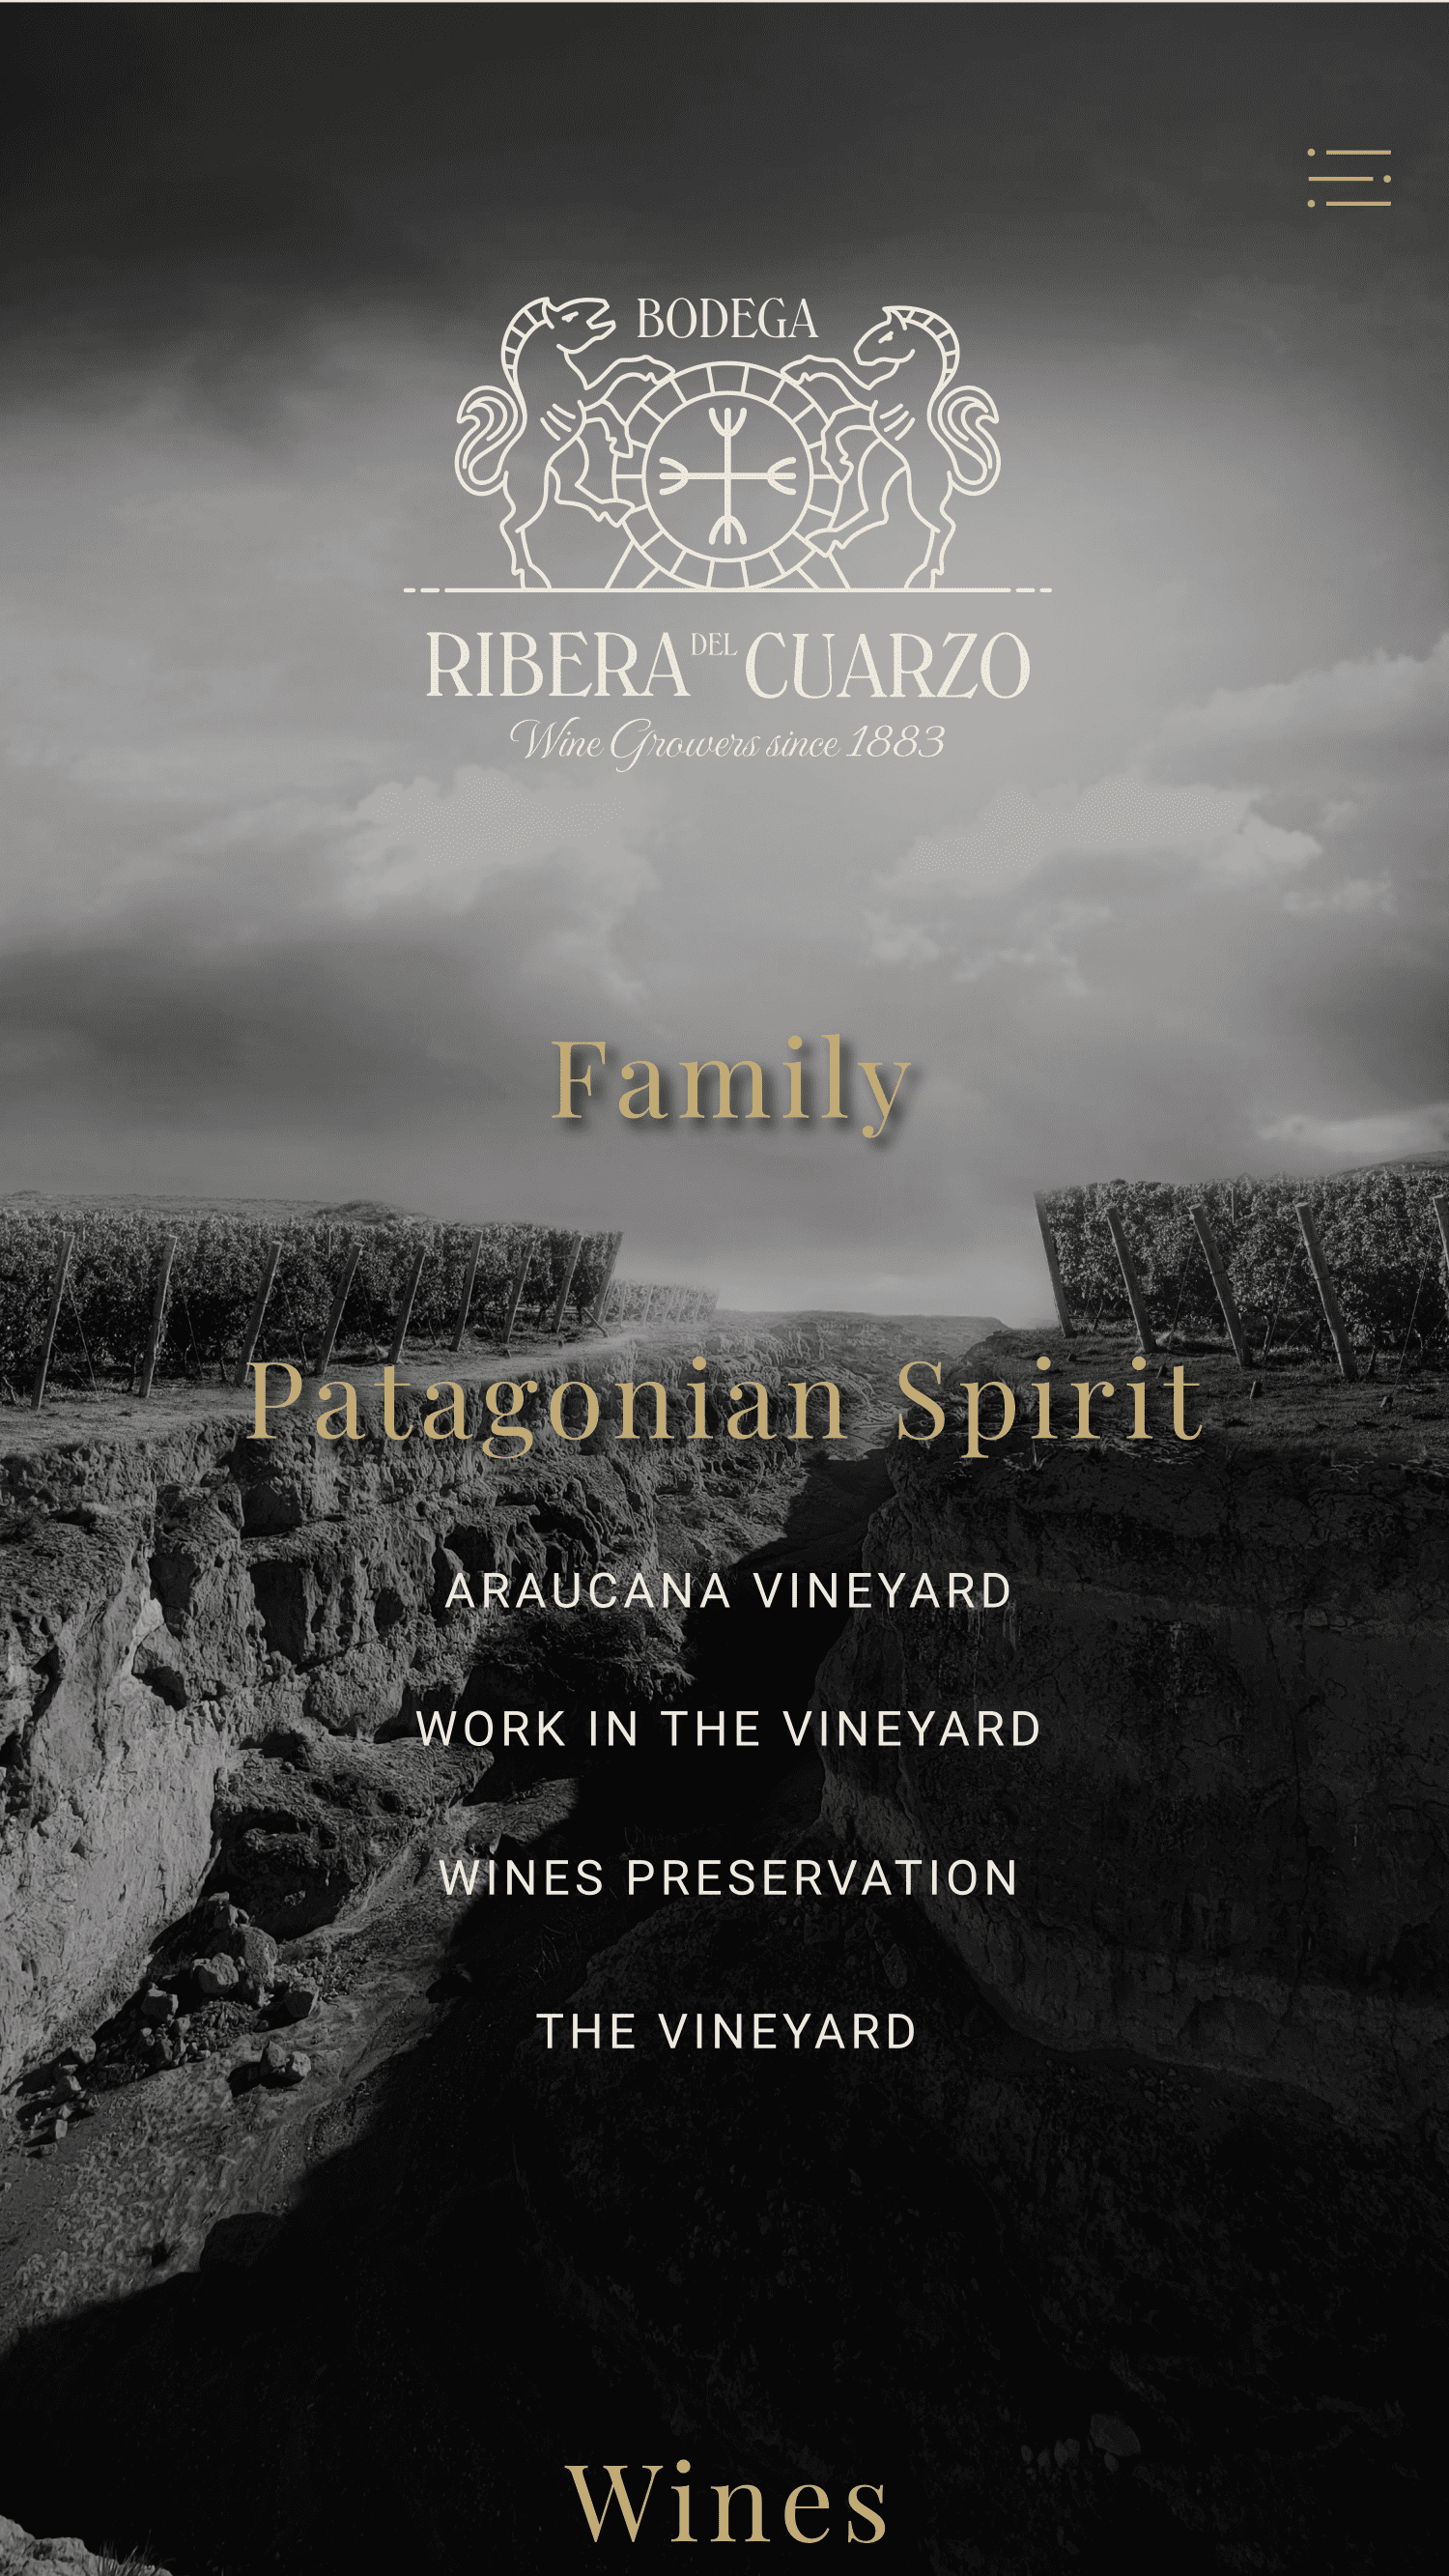 BODEGA
RIBERA DEL CUARZO
Wine Growers since 1883
Family
Patagonian Spirit
ARAUCANA VINEYARD
WORK IN THE VINEYARD
WINES PRESERVATION
THE VINEYARD
Wines